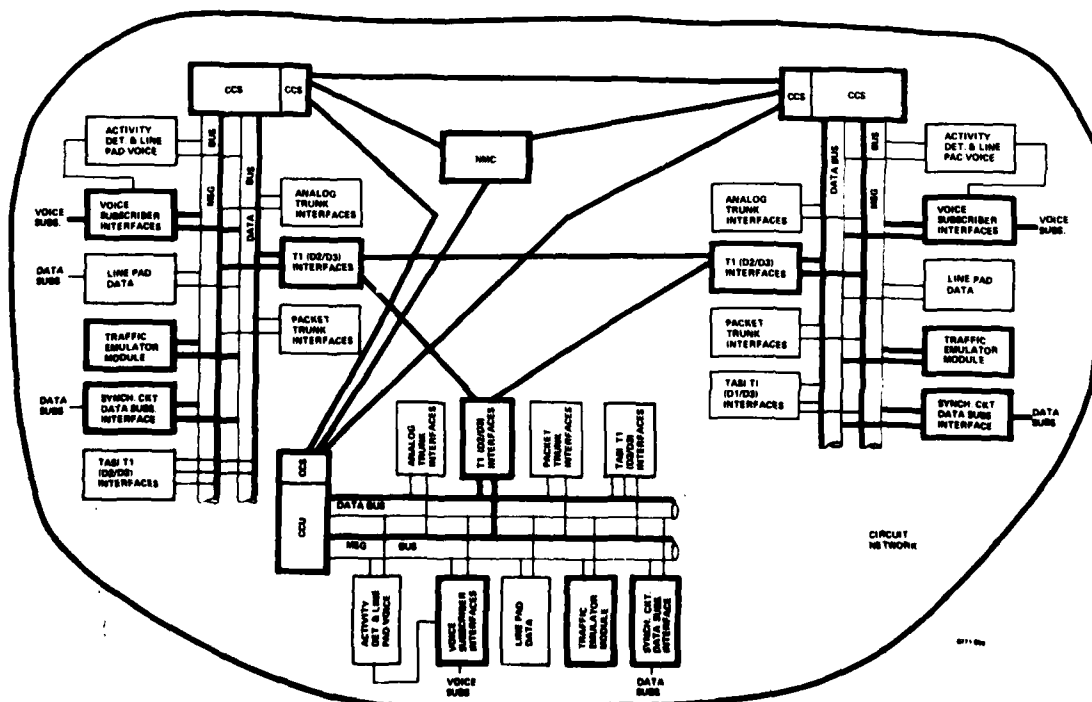 CCS
CCS
CCS
CCS
NMC
ACTIVITY
DET. & LINE
PAD VOICE
BUS
MSG
BUS
DATA
ANALOG
TRUNK
INTERFACES
VOICE
SUBS.
VOICE
SUBSCRIBER
INTERFACES
T1 (D2/D3)
INTERFACES
DATA
SUBS
LINE PAD
DATA
PACKET
TRUNK
INTERFACES
TRAFFIC
EMULATOR
MODULE
DATA
SUBS
SYNCH. CKT
DATA SUBS.
INTERFACE
TASI T1
(D2/D3)
INTERFACES
DATA BUS
BUS
MSG
ACTIVITY
DET. & LINE
PAC VOICE
ANALOG
TRUNK
INTERFACES
VOICE
SUBSCRIBER
INTERFACES
VOICE
SUBS.
T1 (D2/D3)
INTERFACES
LINE PAD
DATA
PACKET
TRUNK
INTERFACES
TRAFFIC
EMULATOR
MODULE
TASI T1
(D1/D3)
INTERFACES
SYNCH. CKT
DATA SUBS
INTERFACE
DATA
SUBS
ANALOG
TRUNK
INTERFACES
T1 (D2/D3)
INTERFACES
PACKET
TRUNK
INTERFACES
TASI T1
(D2/D3)
INTERFACES
CCS
CCU
DATA BUS
MSG BUS
ACTIVITY
DET & LINE
PAD VOICE
VOICE
SUBSCRIBER
INTERFACES
LINE PAD
DATA
TRAFFIC
EMULATOR
MODULE
SYNCH. CKT.
DATA SUBS
INTERFACE
VOICE
SUBS
DATA
SUBS
CIRCUIT
NETWORK